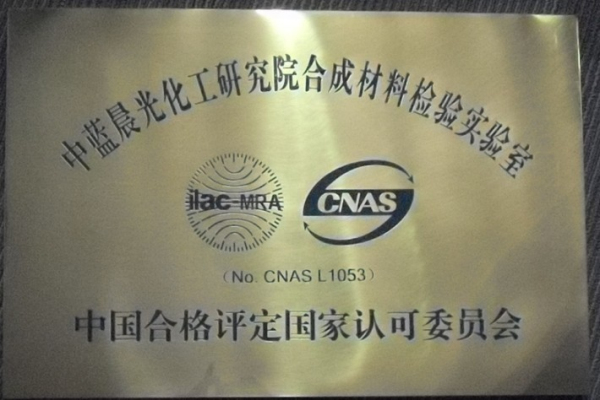 中蓝晨光化工研究院合成材料检验实验室
ilac-MRA
CNAS
（No. CNAS L1053）
中国合格评定国家认可委员会